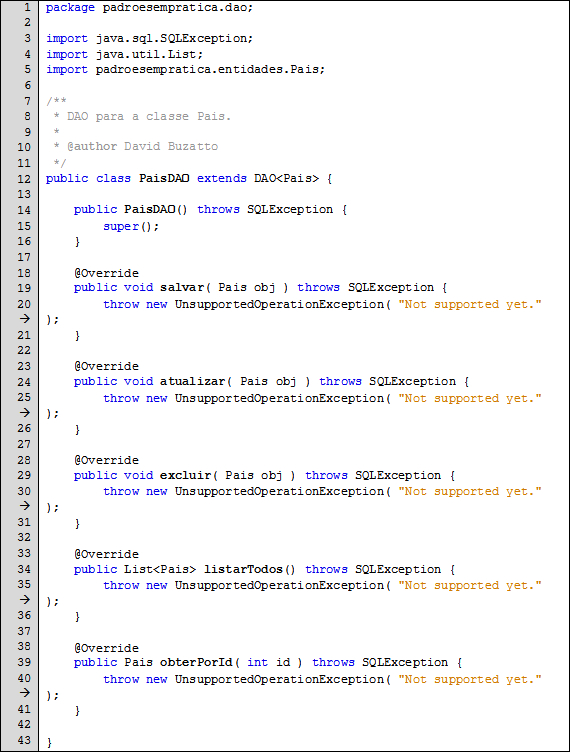 1 package padroesempratica.dao;
2
3 import java.sql.SQLException;
4 import java.util.List;
5 import padroesempratica.entidades.Pais;
6
7 /**
8  * DAO para a classe Pais.
9  *
10  * @author David Buzatto
11  */
12 public class PaisDAO extends DAO<Pais> {
13
14     public PaisDAO() throws SQLException {
15         super();
16     }
17
18     @Override
19     public void salvar( Pais obj ) throws SQLException {
20         throw new UnsupportedOperationException( "Not supported yet."
→ );
21     }
22
23     @Override
24     public void atualizar( Pais obj ) throws SQLException {
25         throw new UnsupportedOperationException( "Not supported yet."
→ );
26     }
27
28     @Override
29     public void excluir( Pais obj ) throws SQLException {
30         throw new UnsupportedOperationException( "Not supported yet."
→ );
31     }
32
33     @Override
34     public List<Pais> listarTodos() throws SQLException {
35         throw new UnsupportedOperationException( "Not supported yet."
→ );
36     }
37
38     @Override
39     public Pais obterPorId( int id ) throws SQLException {
40         throw new UnsupportedOperationException( "Not supported yet."
→ );
41     }
42
43 }